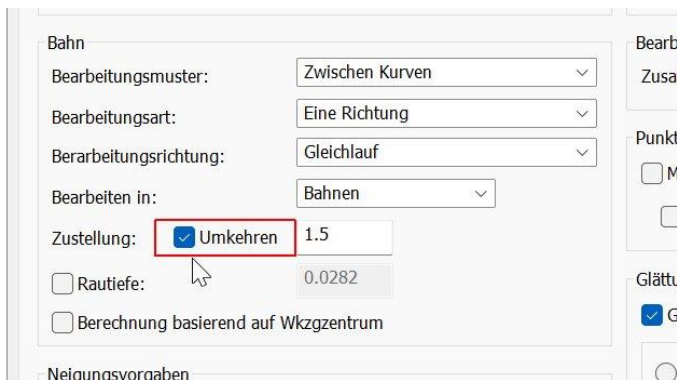 Bahn
Bearbeitungsmuster: Zwischen Kurven
Bearbeitungsart: Eine Richtung
Berarbeitungsrichtung: Gleichlauf
Bearbeiten in: Bahnen
Zustellung: Umkehren 1.5
Rautiefe: 0.0282
Berechnung basierend auf Wkzgzentrum
Neigungsvorgaben
Bearb
Zusa
Punkt
M
Glättu
G